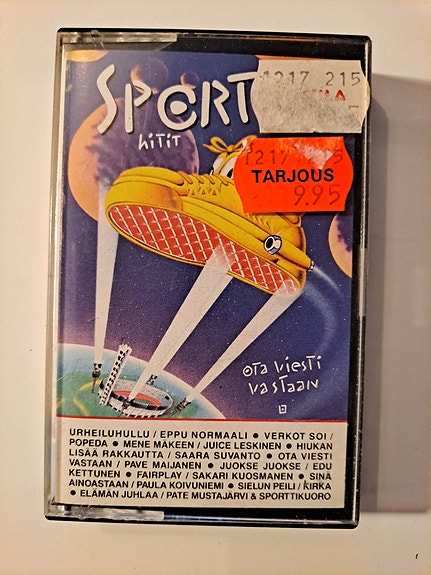 SPORT
HITIT
1217 215
TARJOUS
9.95
OTA VIESTI
VASTAAN
URHEILUHULLU / EPPU NORMAALI • VERKOT SOI /
POPEDA • MENE MÄKEEN / JUICE LESKINEN • HIUKAN
LISÄÄ RAKKAUTTA / SAARA SUVANTO • OTA VIESTI
VASTAAN / PAVE MAIJANEN • JUOKSE JUOKSE / EDU
KETTUNEN • FAIRPLAY / SAKARI KUOSMANEN • SINÄ
AINOASTAAN / PAULA KOIVUNIEMI • SIELUN PEILI / KIRKA
• ELÄMÄN JUHLAA / PATE MUSTAJÄRVI & SPORTTIKUORO